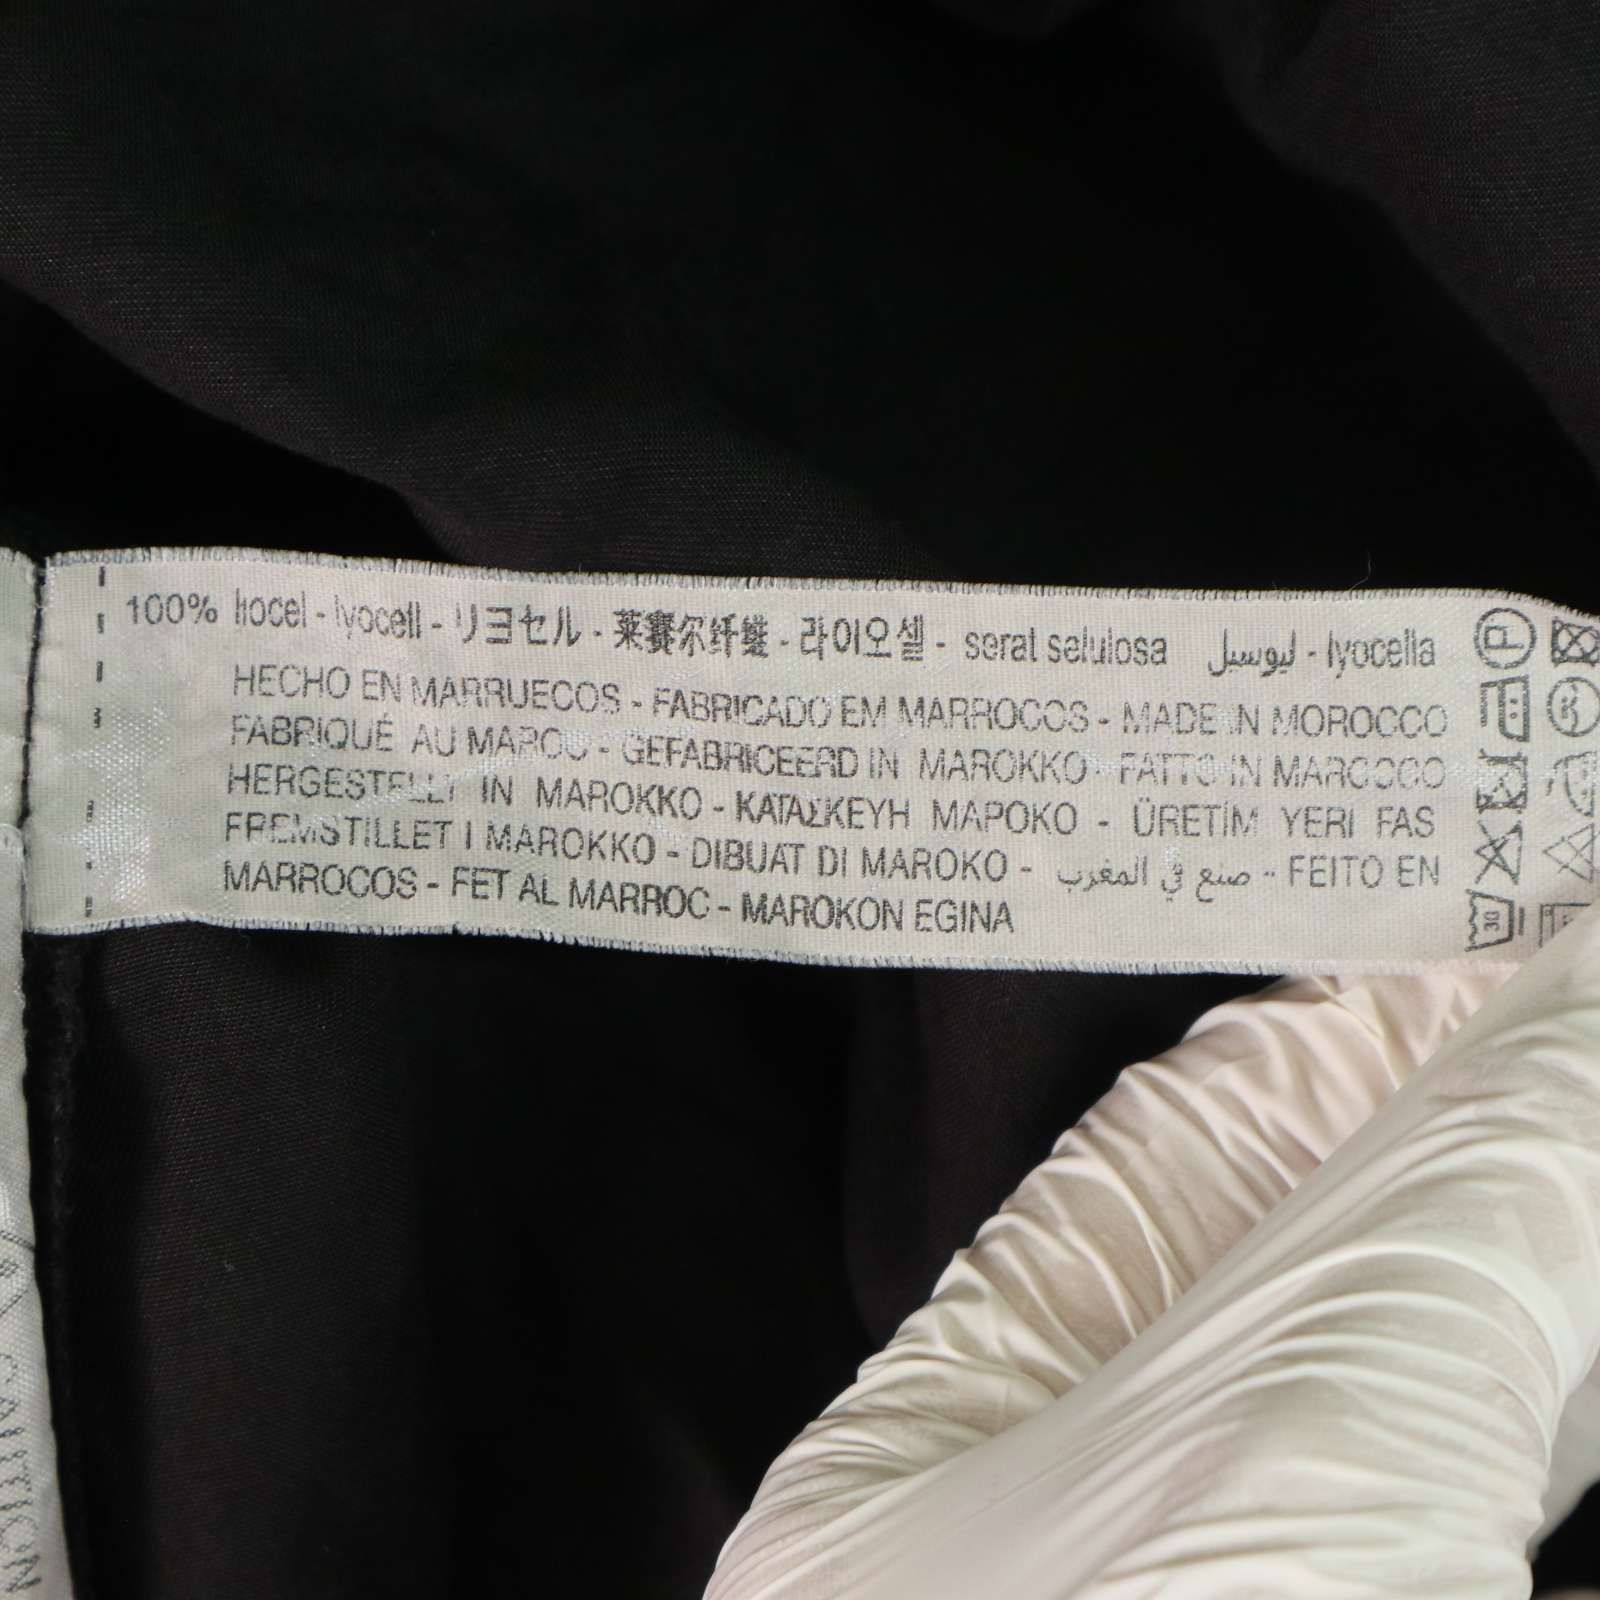 100% liocel - lyocell - リヨセル - 莱赛尔纤维 - 라이오셀 - serat selulosa ليوسيل - lyocella
HECHO EN MARRUECOS - FABRICADO EM MARROCOS - MADE IN MOROCCO
FABRIQUÉ AU MAROC - GEFABRICEERD IN MAROKKO - FATTO IN MAROCCO
HERGESTELLT IN MAROKKO - ΚΑΤΑΣΚΕΥΗ ΜΑΡΟΚΟ - ÜRETİM YERİ FAS
FREMSTILLET I MAROKKO - DIBUAT DI MAROKO - صنع في المغرب - FEITO EN
MARROCOS - FET AL MARROC - MAROKON EGINA
P
30